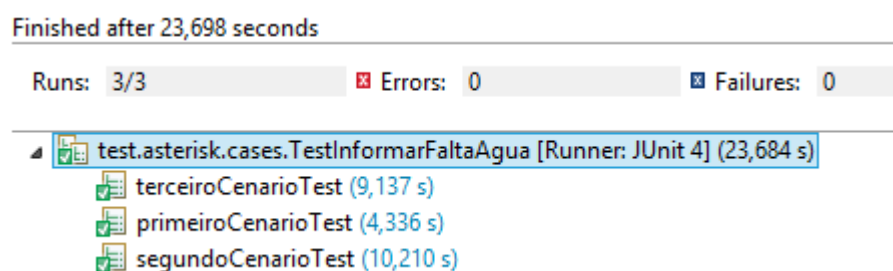 Finished after 23,698 seconds
Runs: 3/3 Errors: 0 Failures: 0
test.asterisk.cases.TestInformarFaltaAgua [Runner: JUnit 4] (23,684 s)
terceiroCenarioTest (9,137 s)
primeiroCenarioTest (4,336 s)
segundoCenarioTest (10,210 s)